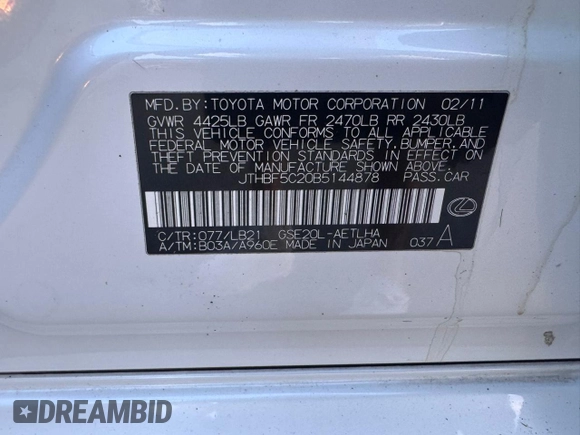 MFD.BY:TOYOTA MOTOR CORPORATION 02/11
GVWR 4425LB GAWR FR 2470LB RR 2430LB
THIS VEHICLE CONFORMS TO ALL APPLICABLE
FEDERAL MOTOR VEHICLE SAFETY,BUMPER,AND
THEFT PREVENTION STANDARDS IN EFFECT ON
THE DATE OF MANUFACTURE SHOWN ABOVE.
JTHBF5C20B5144878 PASS.CAR
C/TR:077/LB21 GSE20L-AETLHA
A/TM:B03A/A960E MADE IN JAPAN 037A
DREAMBID